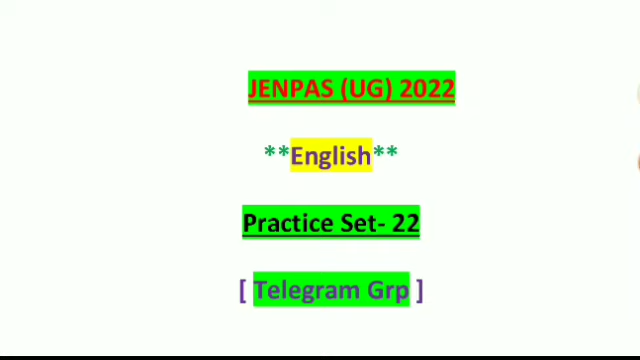 JENPAS (UG) 2022
**English**
Practice Set- 22
[ Telegram Grp ]